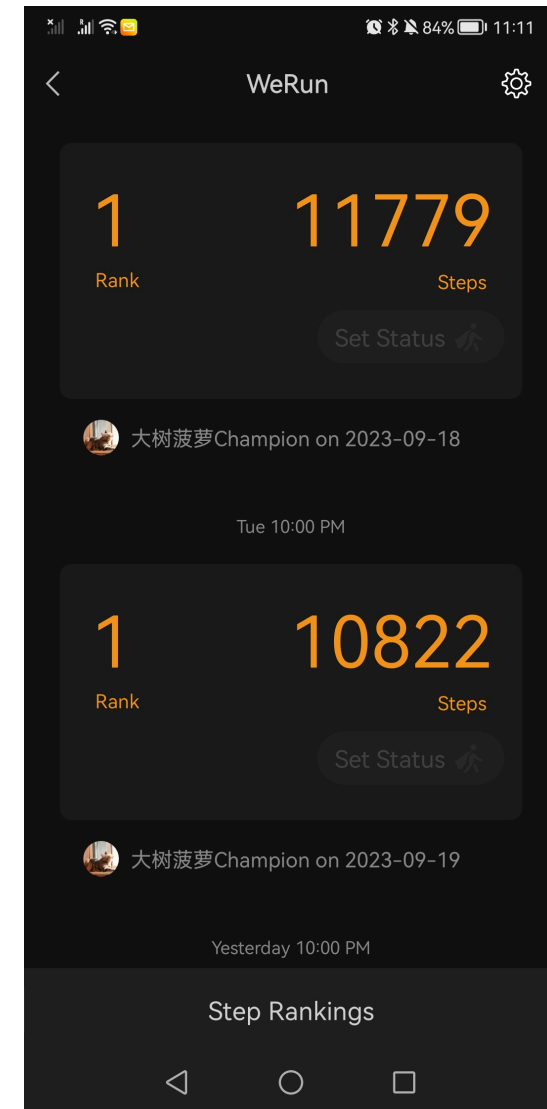 84% 11:11
WeRun
1 11779
Rank Steps
Set Status
大树菠萝Champion on 2023-09-18
Tue 10:00 PM
1 10822
Rank Steps
Set Status
大树菠萝Champion on 2023-09-19
Yesterday 10:00 PM
Step Rankings